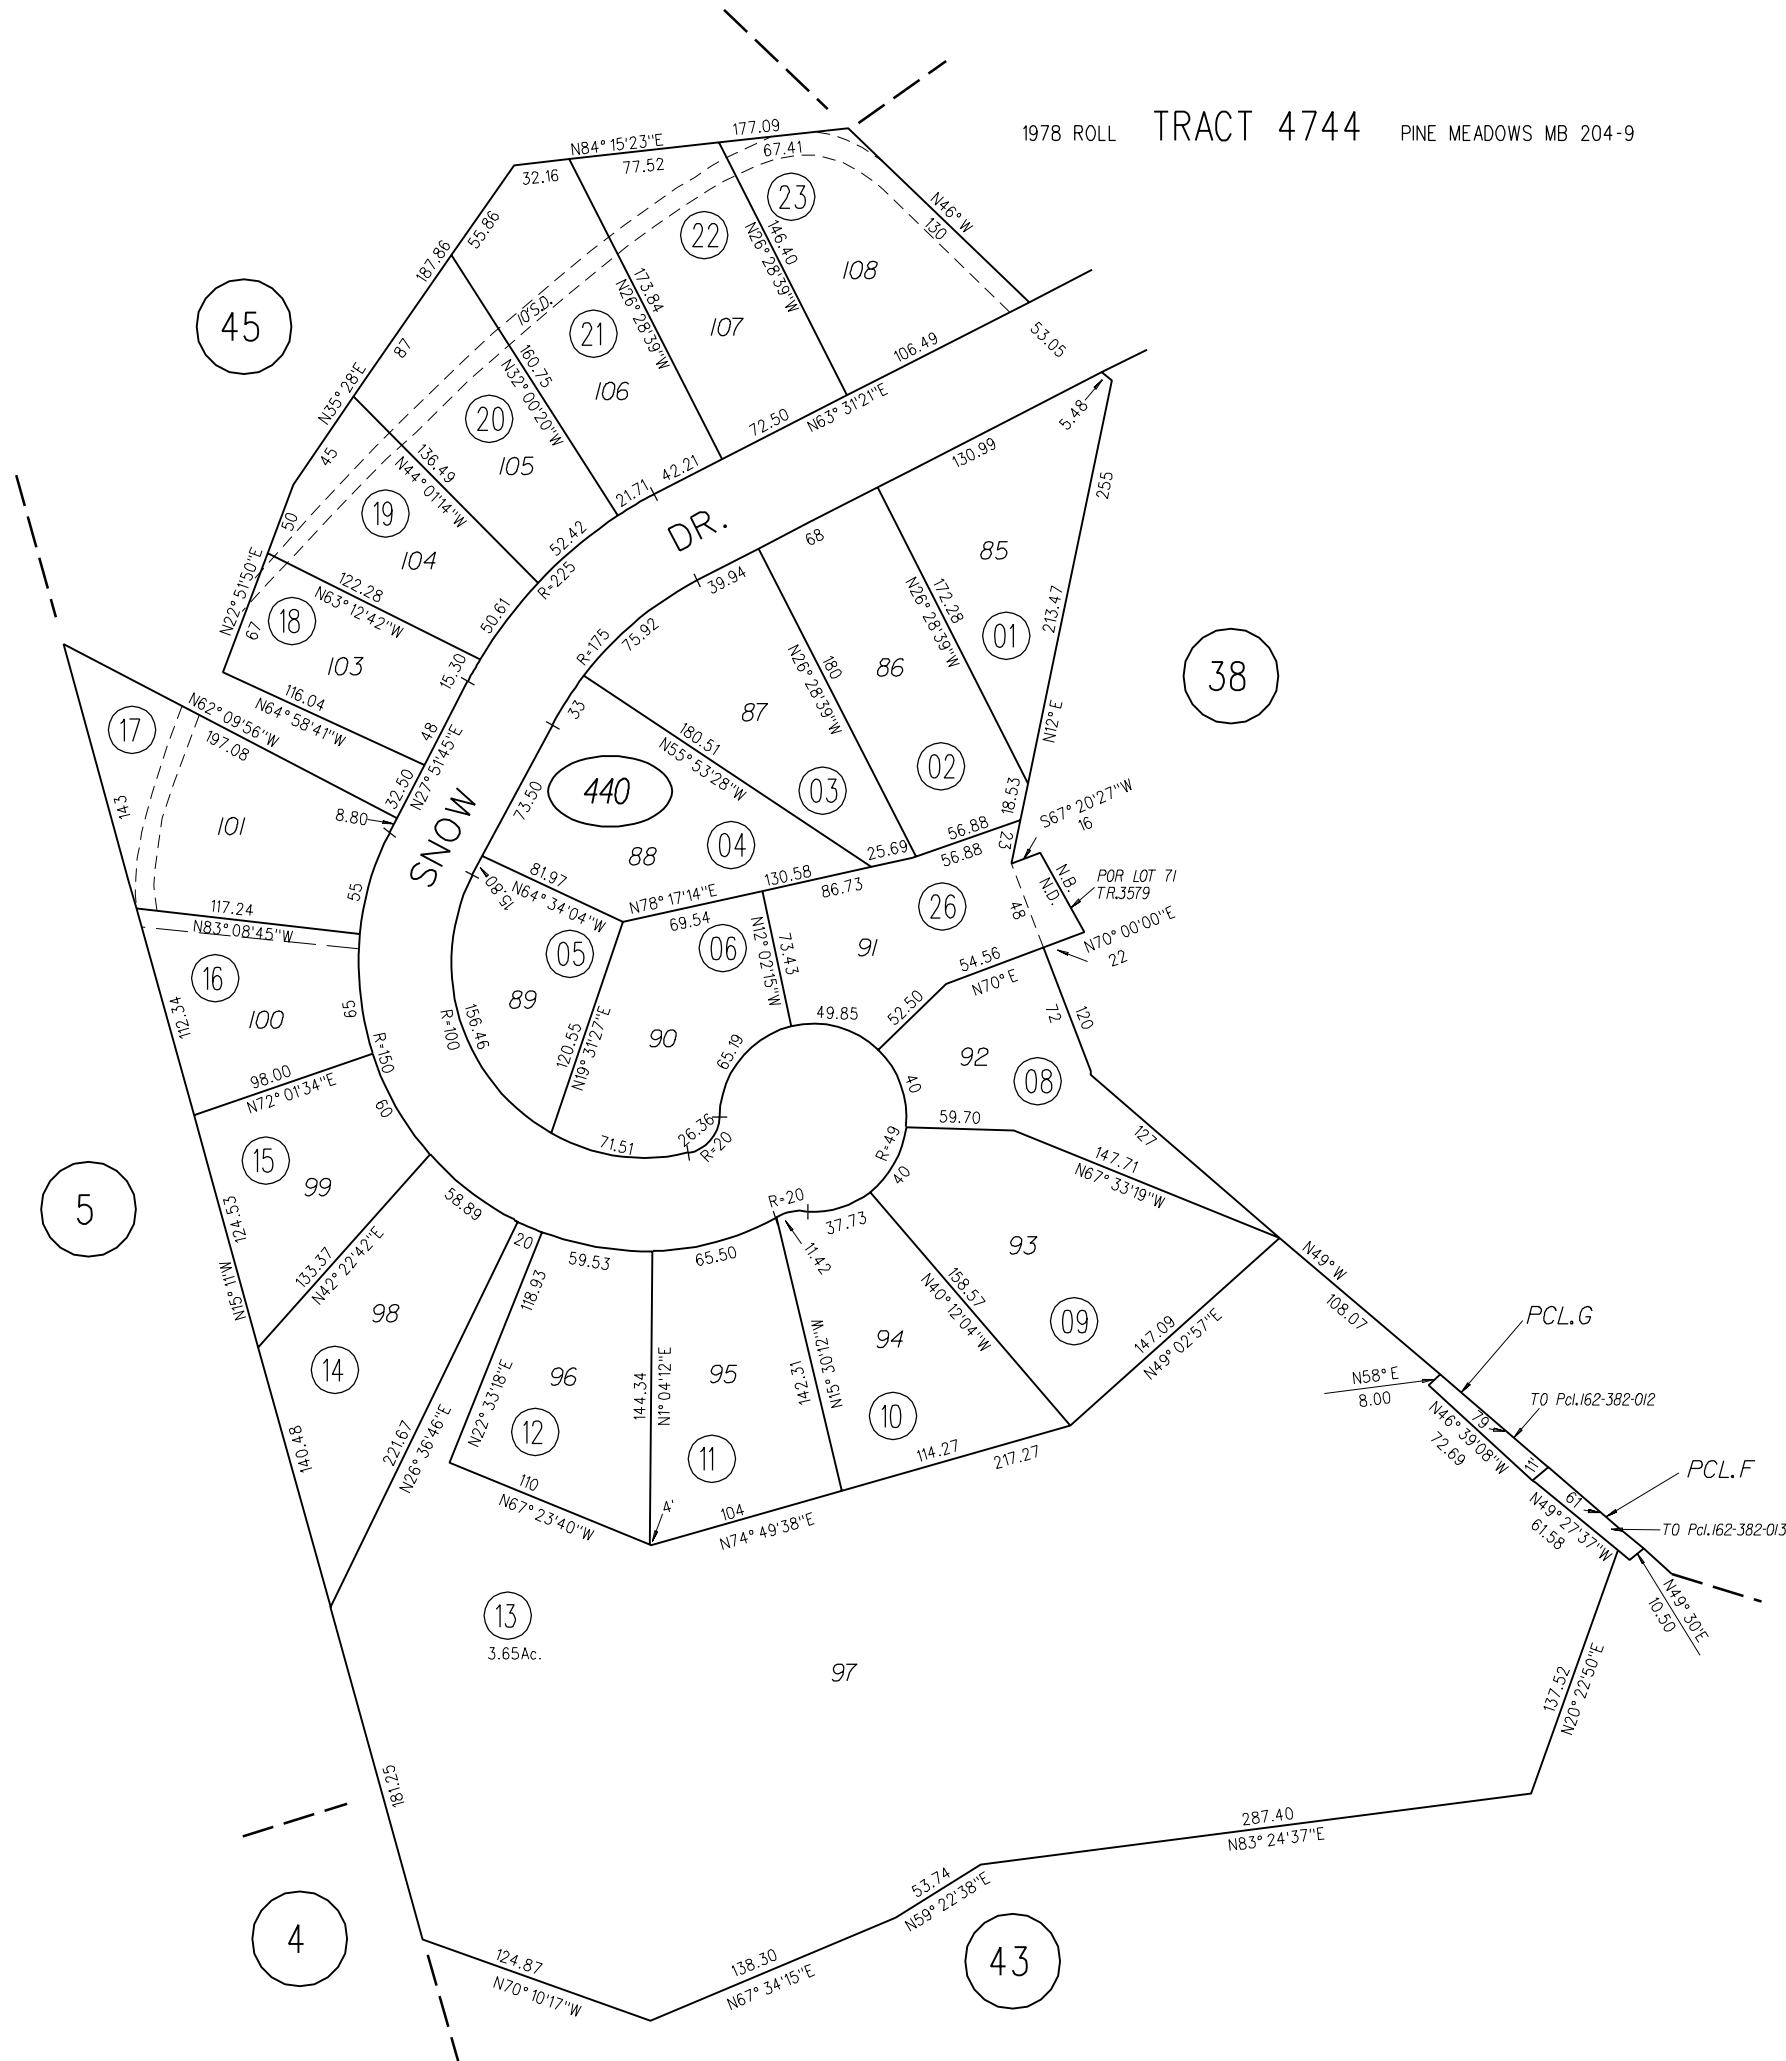 1978 ROLL TRACT 4744 PINE MEADOWS MB 204-9
N84° 15'23"E
177.09
32.16
77.52
67.41
N46° W
130
23
108
146.40
N26° 28'39"W
22
107
173.84
N26° 28'39"W
10'S.D.
21
106
160.75
N32° 00'20"W
20
105
136.49
N44° 01'14"W
19
104
122.28
N63° 12'42"W
18
103
116.04
N64° 58'41"W
55.86
187.86
87
N35° 28'E
45
50
N22° 51'50"E
67
45
106.49
53.05
72.50
N63° 31'21"E
42.21
21.71
52.42
R=225
50.61
15.30
48
N27° 51'45"E
32.50
8.80
SNOW
DR.
5.48
130.99
255
85
01
213.47
172.28
N26° 28'39"W
N12° E
68
39.94
75.92
R=175
33
86
02
180
N26° 28'39"W
87
03
180.51
N55° 53'28"W
38
440
73.50
88
04
18.53
S67° 20'27"W
16
23
56.88
56.88
25.69
130.58
86.73
N78° 17'14"E
69.54
81.97
N64° 34'04"W
15.80
N.B.
N.D.
POR LOT 71
TR.3579
48
N70° 00'00"E
22
26
91
54.56
N70° E
52.50
49.85
73.43
N12° 02'15"W
06
90
65.19
05
89
120.55
N19° 31'27"E
156.46
R=100
71.51
26.36
R=20
72
120
92
08
40
59.70
127
147.71
N67° 33'19"W
R=49
40
37.73
R=20
11.42
93
09
158.57
N40° 12'04"W
147.09
N49° 02'57"E
17
N62° 09'56"W
197.08
143
101
55
117.24
N83° 08'45"W
16
100
65
R=150
112.34
98.00
N72° 01'34"E
60
15
99
5
124.53
N15° 11'W
133.37
N42° 22'42"E
58.89
20
14
98
140.48
221.67
N26° 36'46"E
118.93
N22° 33'18"E
59.53
65.50
96
12
110
N67° 23'40"W
4'
144.34
N1° 04'12"E
95
11
104
N74° 49'38"E
142.31
N15° 30'12"W
94
10
114.27
217.27
N49° W
108.07
PCL.G
N58° E
8.00
79
TO Pcl.162-382-012
N46° 39'08"W
72.69
11
PCL.F
61
N49° 27'37"W
61.58
TO Pcl.162-382-013
N49° 30'E
10.50
13
3.65Ac.
97
137.52
N20° 22'50"E
181.25
287.40
N83° 24'37"E
53.74
N59° 22'38"E
138.30
N67° 34'15"E
124.87
N70° 10'17"W
4
43